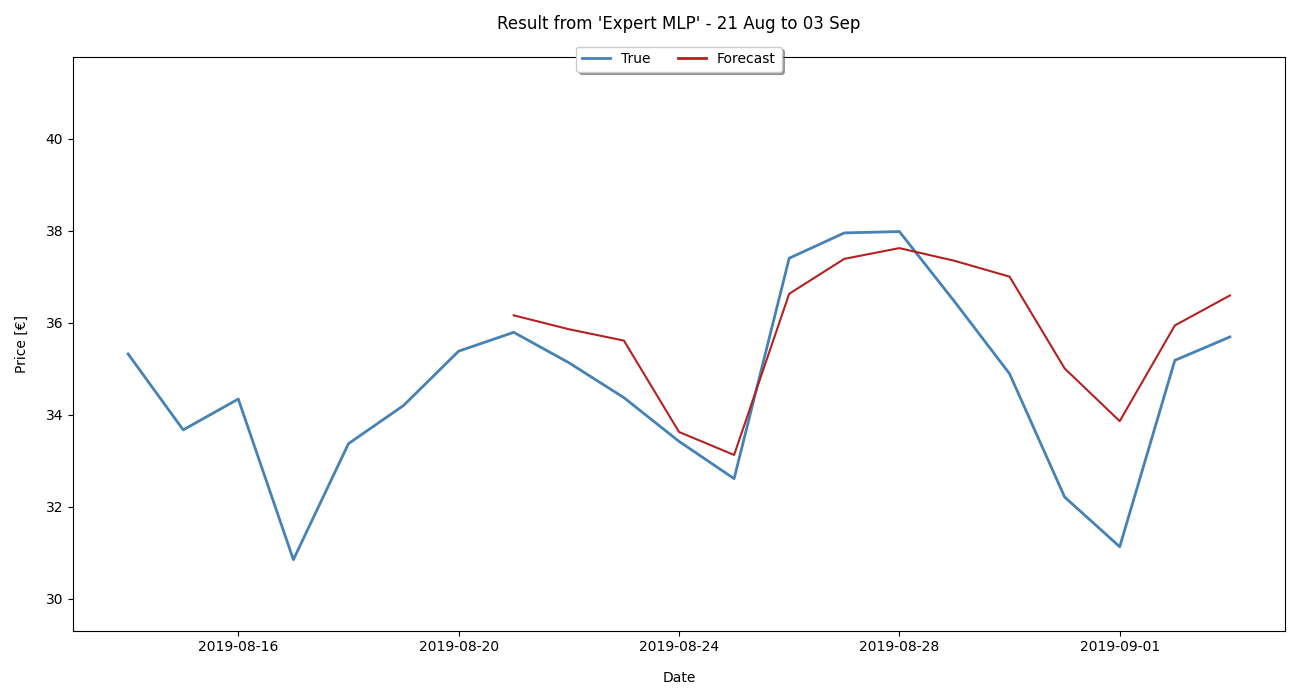 Result from 'Expert MLP' - 21 Aug to 03 Sep
True Forecast
40
38
36
34
32
30
Price [€]
2019-08-16 2019-08-20 2019-08-24 2019-08-28 2019-09-01
Date